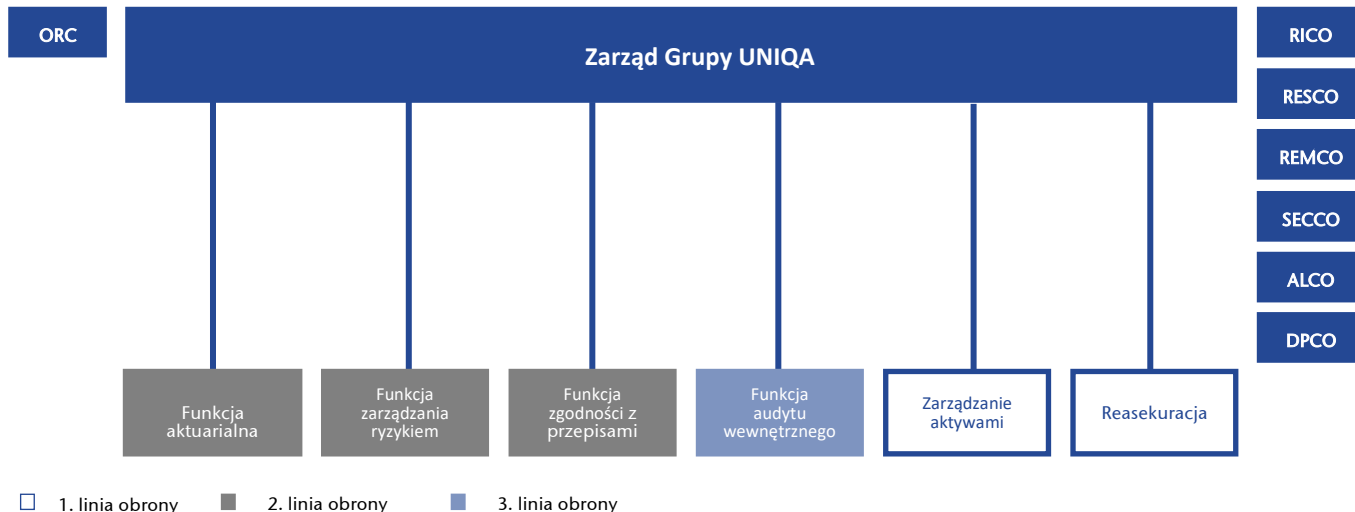 ORC
Zarząd Grupy UNIQA
RICO
RESCO
REMCO
SECCO
ALCO
DPCO
Funkcja
aktuarialna
Funkcja
zarządzania
ryzykiem
Funkcja
zgodności z
przepisami
Funkcja
audytu
wewnętrznego
Zarządzanie
aktywami
Reasekuracja
1. linia obrony
2. linia obrony
3. linia obrony